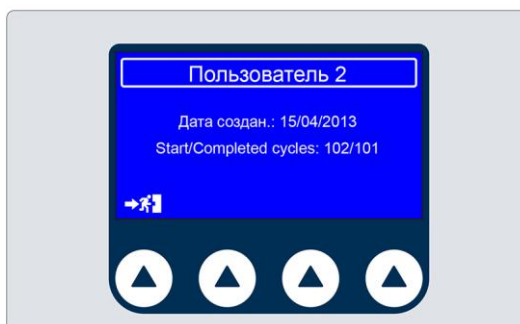 Пользователь 2
Дата создан.: 15/04/2013
Start/Completed cycles: 102/101